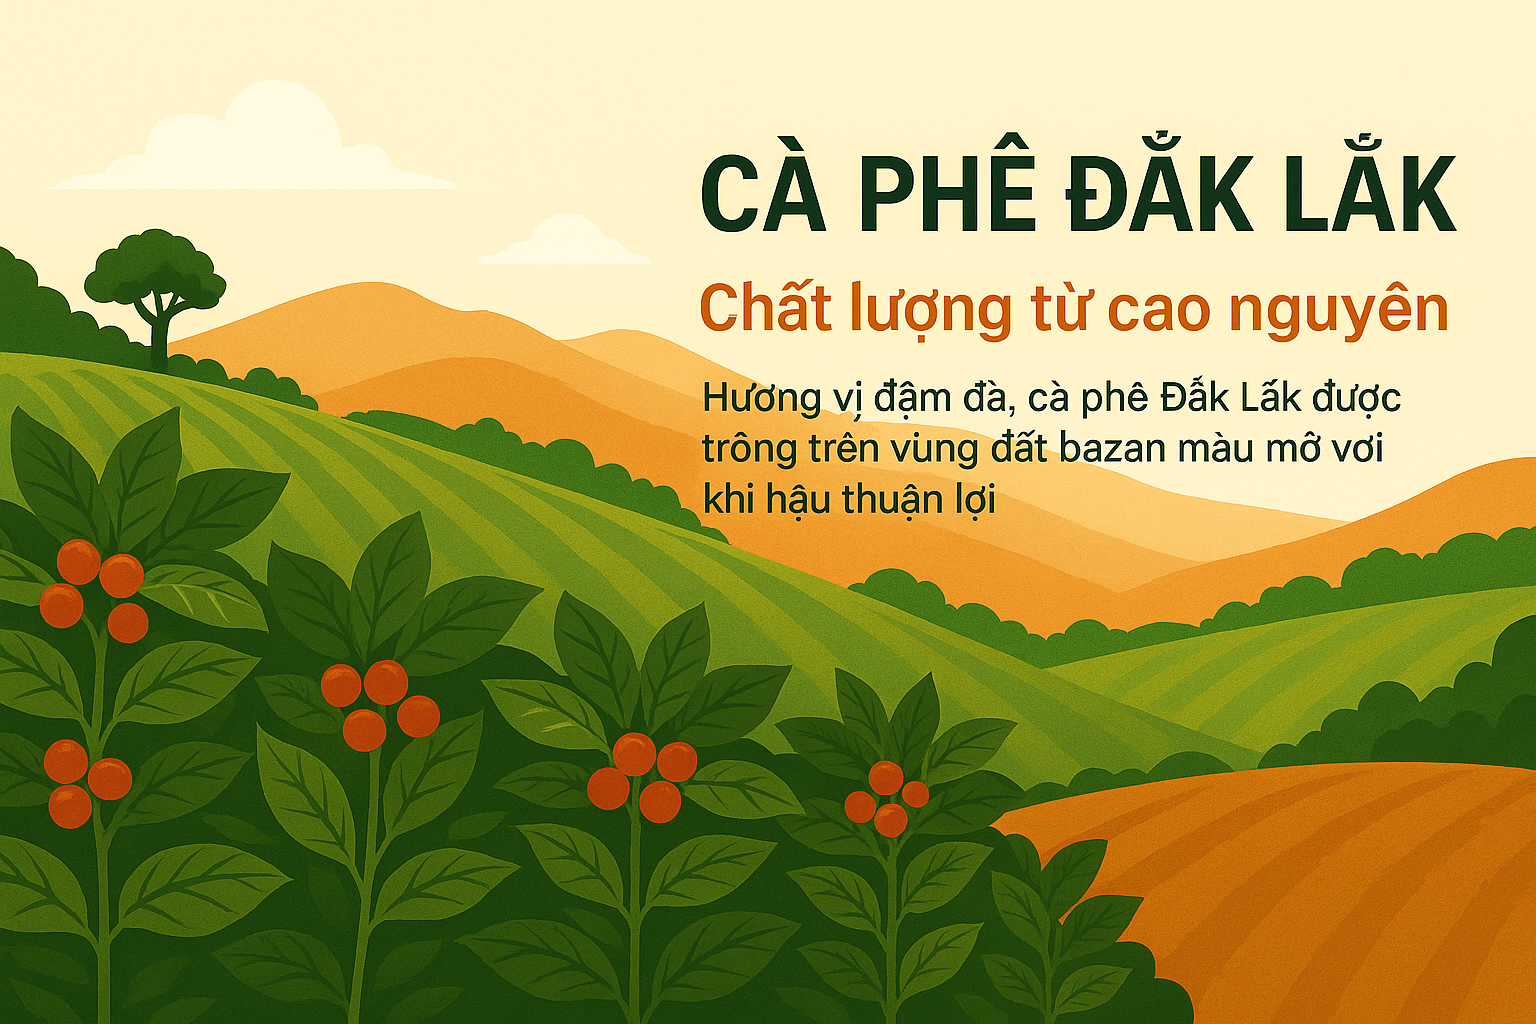 CÀ PHÊ ĐẮK LẮK
Chất lượng từ cao nguyên
Hương vị đậm đà, cà phê Đắk Lấk được
trông trên vùng đất bazan màu mỡ vơi
khi hậu thuận lợi